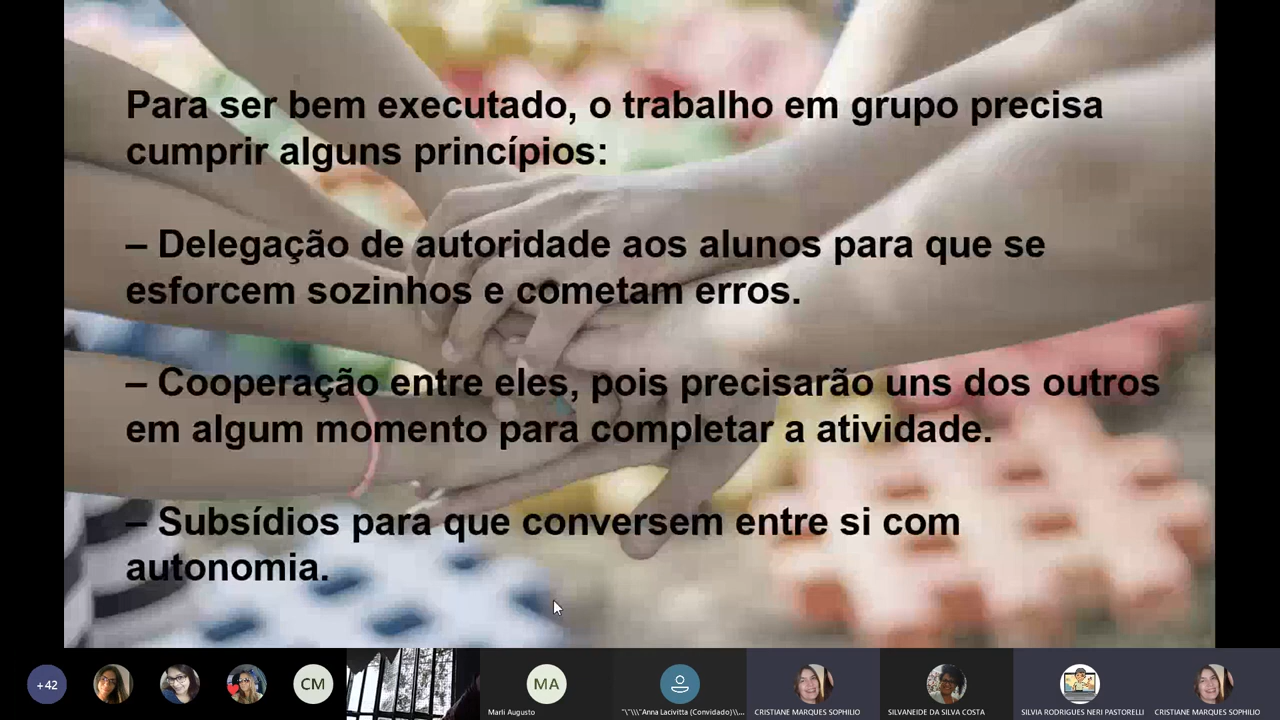 Para ser bem executado, o trabalho em grupo precisa
cumprir alguns princípios:
– Delegação de autoridade aos alunos para que se
esforcem sozinhos e cometam erros.
– Cooperação entre eles, pois precisarão uns dos outros
em algum momento para completar a atividade.
– Subsídios para que conversem entre si com
autonomia.
+42
CM
MA
Marli Augusto
"\"\\\"Anna Lacivitta (Convidado)\\...
CRISTIANE MARQUES SOPHILIO
SILVANEIDE DA SILVA COSTA
SILVIA RODRIGUES NERI PASTORELLI
CRISTIANE MARQUES SOPHILIO